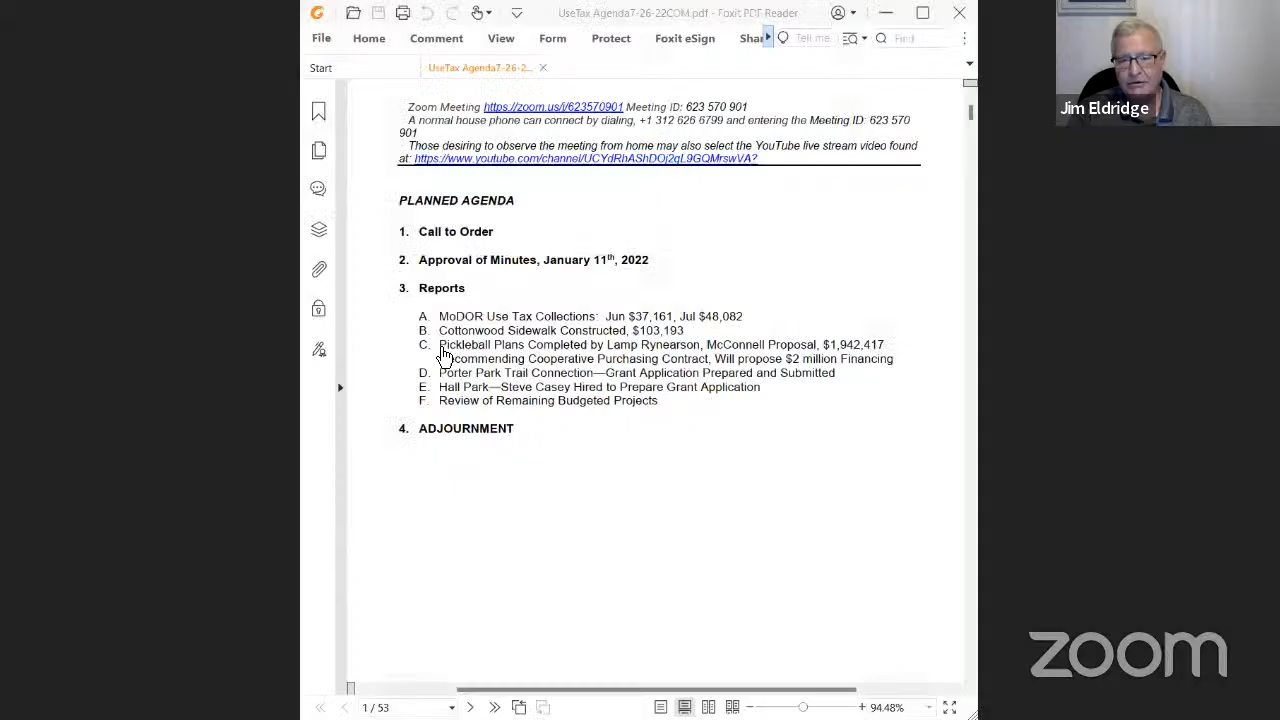 UseTax Agenda7-26-22COM.pdf - Foxit PDF Reader
File Home Comment View Form Protect Foxit eSign Shar Tell me Find
Start UseTax Agenda7-26-2...
Jim Eldridge
Zoom Meeting https://zoom.us/j/623570901 Meeting ID: 623 570 901
A normal house phone can connect by dialing, +1 312 626 6799 and entering the Meeting ID: 623 570
901
Those desiring to observe the meeting from home may also select the YouTube live stream video found
at: https://www.youtube.com/channel/UCYdRhAShDOj2qL9GQMrswVA?
PLANNED AGENDA
1. Call to Order
2. Approval of Minutes, January 11th, 2022
3. Reports
A. MoDOR Use Tax Collections: Jun $37,161, Jul $48,082
B. Cottonwood Sidewalk Constructed, $103,193
C. Pickleball Plans Completed by Lamp Rynearson, McConnell Proposal, $1,942,417
commending Cooperative Purchasing Contract, Will propose $2 million Financing
D. Porter Park Trail Connection—Grant Application Prepared and Submitted
E. Hall Park—Steve Casey Hired to Prepare Grant Application
F. Review of Remaining Budgeted Projects
4. ADJOURNMENT
zoom
1 / 53 94.48%